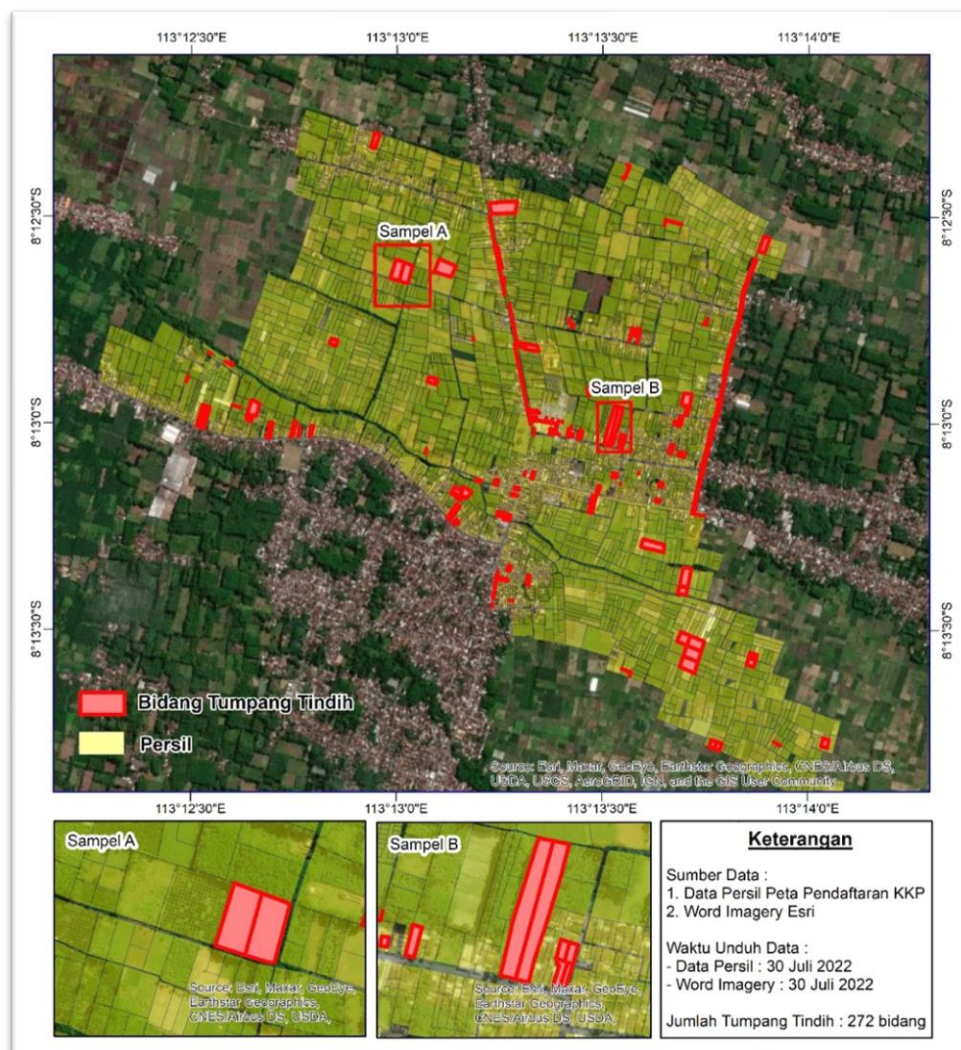 113°12'30"E 113°13'0"E 113°13'30"E 113°14'0"E
8°12'30"S 8°12'30"S
Sampel A
Sampel B
8°13'0"S 8°13'0"S
8°13'30"S 8°13'30"S
Bidang Tumpang Tindih
Persil
Source: Esri, Maxar, GeoEye, Earthstar Geographics, CNES/Airbus DS,
USDA, USGS, AeroGRID, IGN, and the GIS User Community
113°12'30"E 113°13'0"E 113°13'30"E 113°14'0"E
Sampel A
Source: Esri, Maxar, GeoEye,
Earthstar Geographics,
CNES/Airbus DS, USDA,
Sampel B
Source: Esri, Maxar, GeoEye,
Earthstar Geographics,
CNES/Airbus DS, USDA,
Keterangan
Sumber Data :
1. Data Persil Peta Pendaftaran KKP
2. Word Imagery Esri
Waktu Unduh Data :
- Data Persil : 30 Juli 2022
- Word Imagery : 30 Juli 2022
Jumlah Tumpang Tindih : 272 bidang